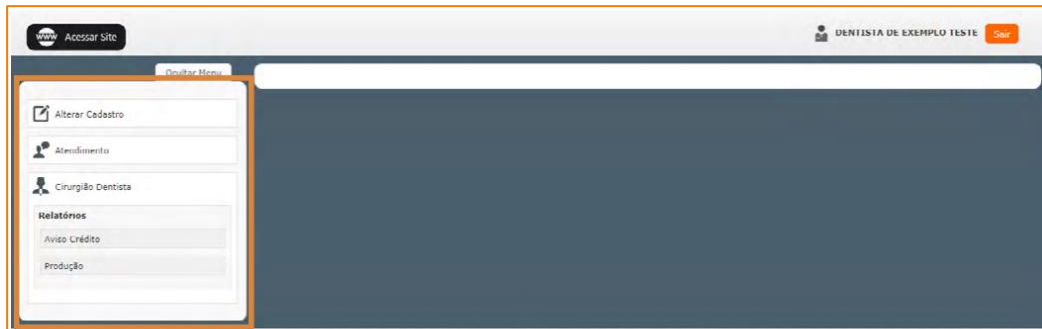 www Acessar Site
DENTISTA DE EXEMPLO TESTE Sair
Ocultar Menu
Alterar Cadastro
Atendimento
Cirurgião Dentista
Relatórios
Aviso Crédito
Produção